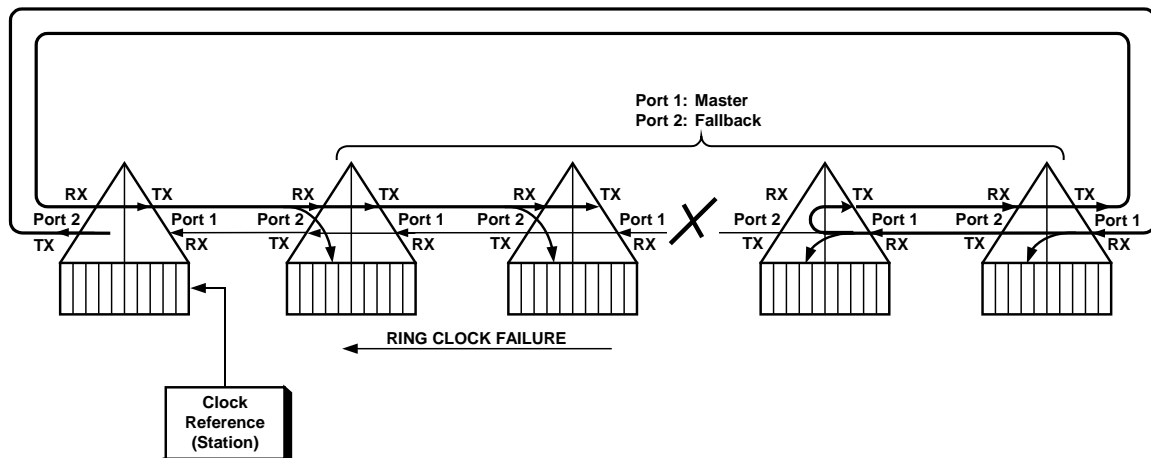 Port 1: Master
Port 2: Fallback
RX TX
Port 2 Port 1
TX RX
RX TX
Port 2 Port 1
TX RX
RX TX
Port 2 Port 1
RX
TX
Port 2 Port 1
TX RX
RX TX
Port 2 Port 1
TX RX
RING CLOCK FAILURE
Clock
Reference
(Station)